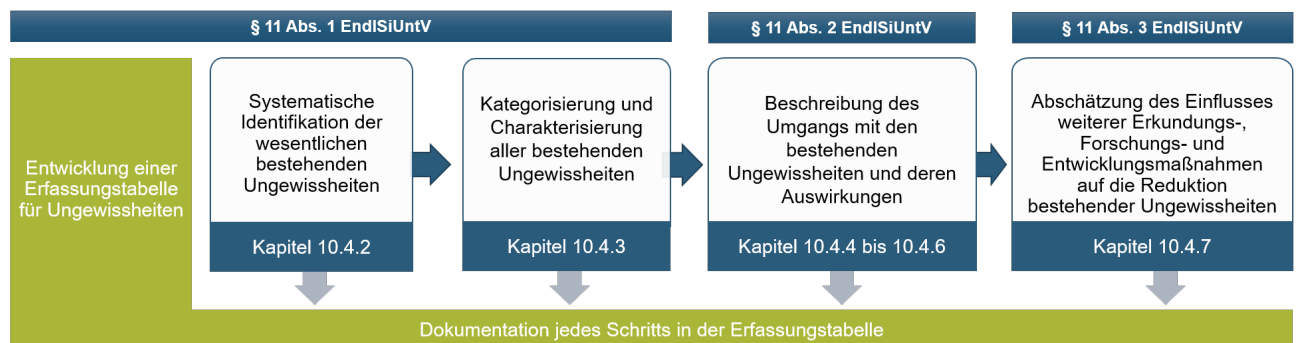 § 11 Abs. 1 EndlSiUntV
§ 11 Abs. 2 EndlSiUntV
§ 11 Abs. 3 EndlSiUntV
Entwicklung einer
Erfassungstabelle
für Ungewissheiten
Systematische
Identifikation der
wesentlichen
bestehenden
Ungewissheiten
Kapitel 10.4.2
Kategorisierung und
Charakterisierung
aller bestehenden
Ungewissheiten
Kapitel 10.4.3
Beschreibung des
Umgangs mit den
bestehenden
Ungewissheiten und deren
Auswirkungen
Kapitel 10.4.4 bis 10.4.6
Abschätzung des Einflusses
weiterer Erkundungs-,
Forschungs- und
Entwicklungsmaßnahmen
auf die Reduktion
bestehender Ungewissheiten
Kapitel 10.4.7
Dokumentation jedes Schritts in der Erfassungstabelle